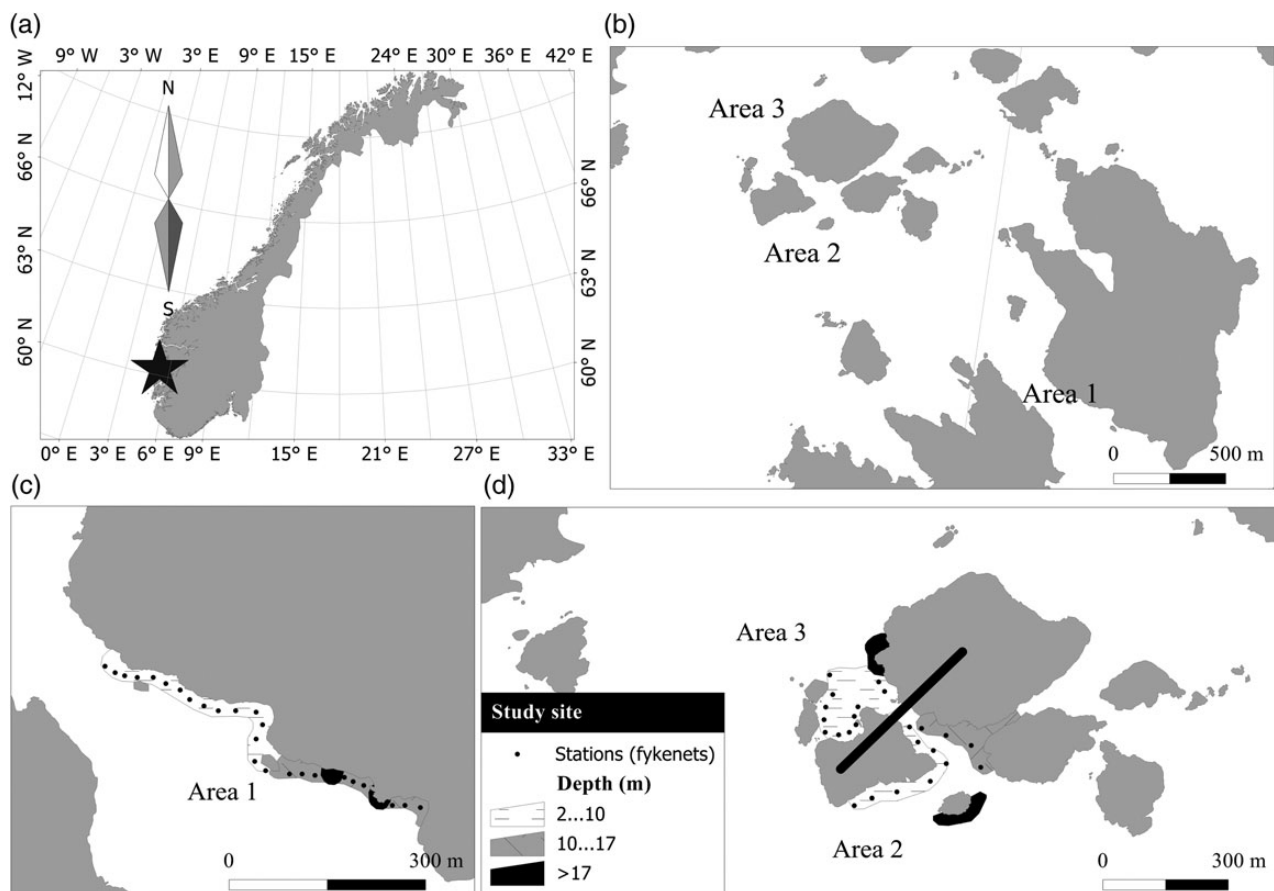 (a)
9° W 3° W 3° E 9° E 15° E 24° E 30° E 42° E
12° W
66° N
63° N
60° N
N
S
66° N
63° N
60° N
0° E 3° E 6° E 9° E 15° E 21° E 27° E 33° E
(b)
Area 3
Area 2
Area 1
0 500 m
(c)
Area 1
0 300 m
(d)
Area 3
Study site
Stations (fykenets)
Depth (m)
2...10
10...17
>17
Area 2
0 300 m